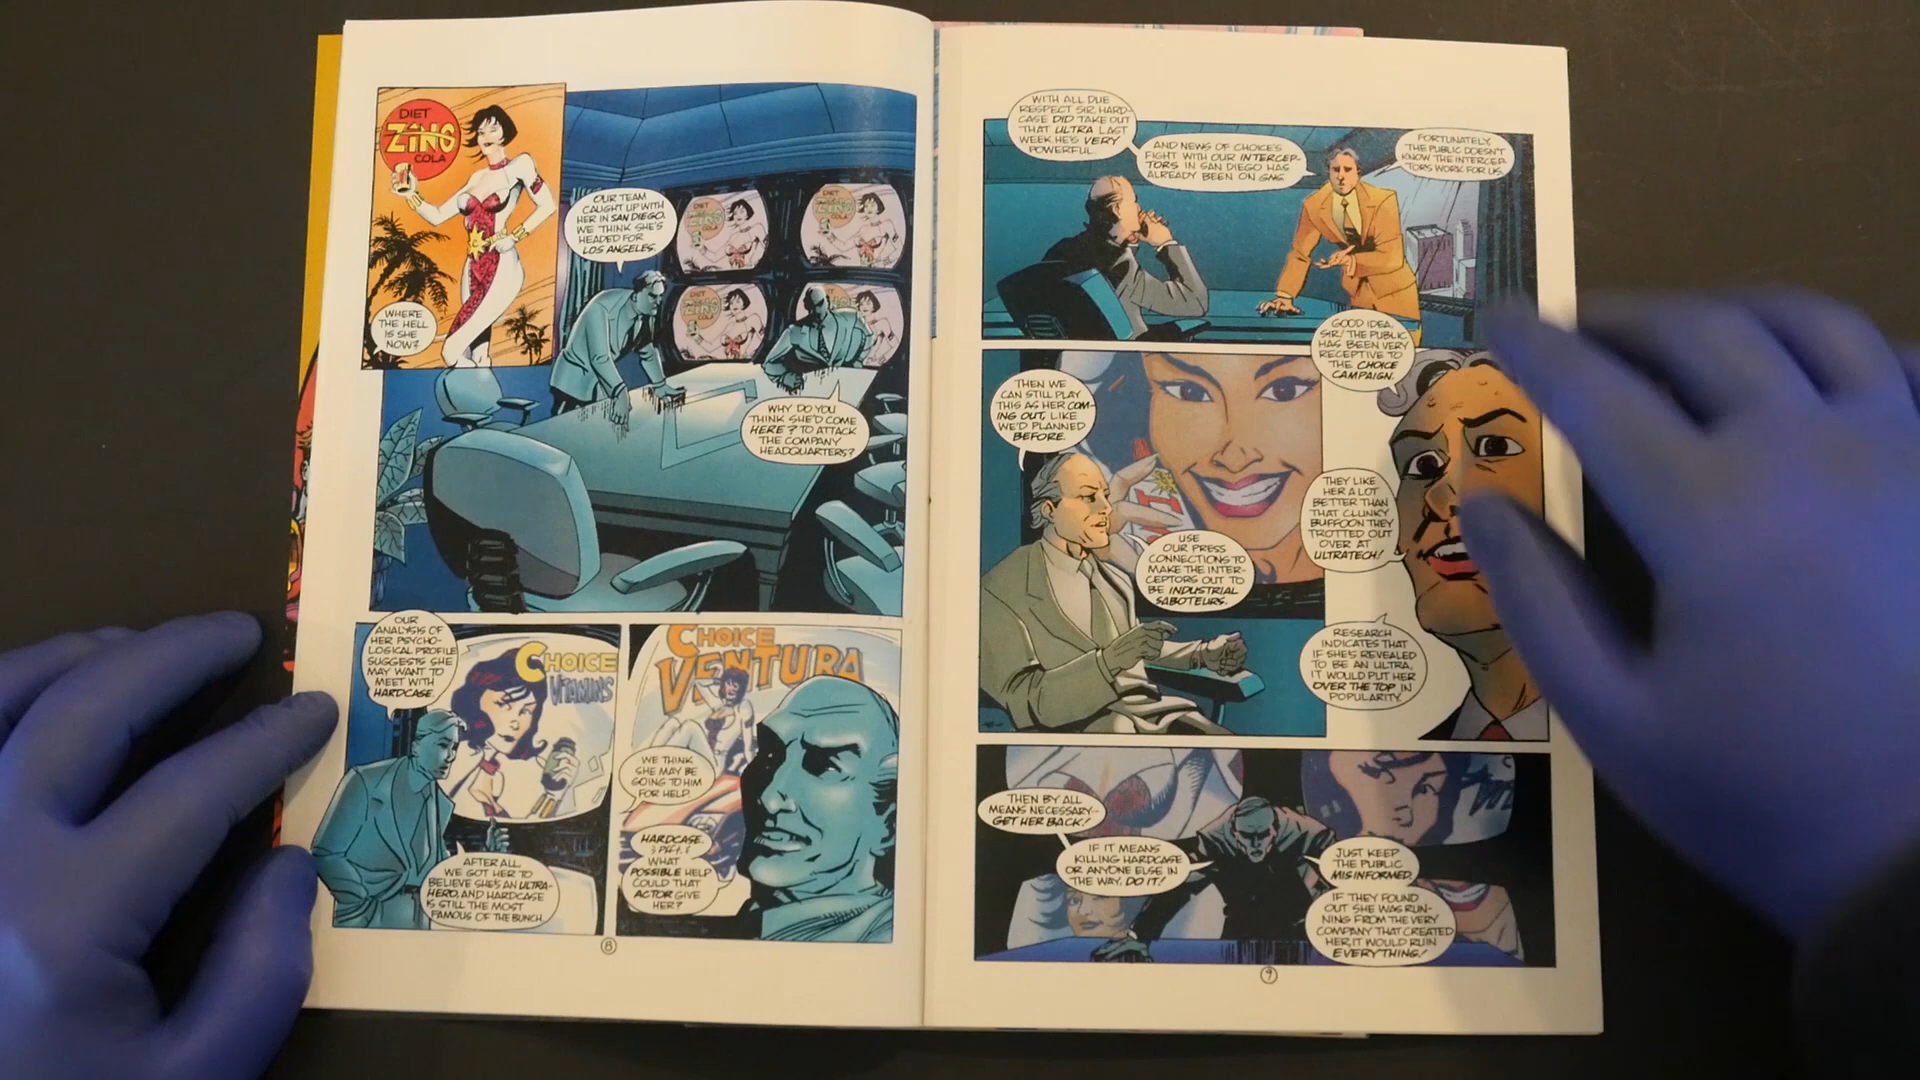 DIET
ZING
COLA
WHERE
THE HELL
IS SHE
NOW?
OUR TEAM
CAUGHT UP WITH
HER IN SAN DIEGO.
WE THINK SHE'S
HEADED FOR
LOS ANGELES.
WHY DO YOU
THINK SHE'D COME
HERE? TO ATTACK
THE COMPANY
HEADQUARTERS?
OUR
ANALYSIS OF
HER PSYCHO-
LOGICAL PROFILE
SUGGESTS SHE
MAY WANT TO
MEET WITH
HARDCASE.
CHOICE
VITAMINS
AFTER ALL,
WE GOT HER TO
BELIEVE SHE'S AN ULTRA-
HERO, AND HARDCASE
IS STILL THE MOST
FAMOUS OF THE BUNCH.
CHOICE
VENTURA
WE THINK
SHE MAY BE
GOING TO HIM
FOR HELP.
HARDCASE.
WHAT
POSSIBLE HELP
COULD THAT
ACTOR GIVE
HER?
8
WITH ALL DUE
RESPECT SIR, HARD-
CASE DID TAKE OUT
THAT ULTRA LAST
WEEK. HE'S VERY
POWERFUL.
AND NEWS OF CHOICE'S
FIGHT WITH OUR INTERCEP-
TORS IN SAN DIEGO HAS
ALREADY BEEN ON GNS.
FORTUNATELY,
THE PUBLIC DOESN'T
KNOW THE INTERCEP-
TORS WORK FOR US.
THEN WE
CAN STILL PLAY
THIS AS HER COM-
ING OUT, LIKE
WE'D PLANNED
BEFORE.
USE
OUR PRESS
CONNECTIONS TO
MAKE THE INTER-
CEPTORS OUT TO
BE INDUSTRIAL
SABOTEURS.
GOOD IDEA,
SIR! THE PUBLIC
HAS BEEN VERY
RECEPTIVE TO
THE CHOICE
CAMPAIGN.
THEY LIKE
HER A LOT
BETTER THAN
THAT CLUNKY
BUFFOON THEY
TROTTED OUT
OVER AT
ULTRATECH!
RESEARCH
INDICATES THAT
IF SHE'S REVEALED
TO BE AN ULTRA,
IT WOULD PUT HER
OVER THE TOP IN
POPULARITY.
THEN BY ALL
MEANS NECESSARY--
GET HER BACK!
IF IT MEANS
KILLING HARDCASE
OR ANYONE ELSE IN
THE WAY, DO IT!
JUST KEEP
THE PUBLIC
MISINFORMED.
IF THEY FOUND
OUT SHE WAS RUN-
NING FROM THE VERY
COMPANY THAT CREATED
HER, IT WOULD RUIN
EVERYTHING!
9